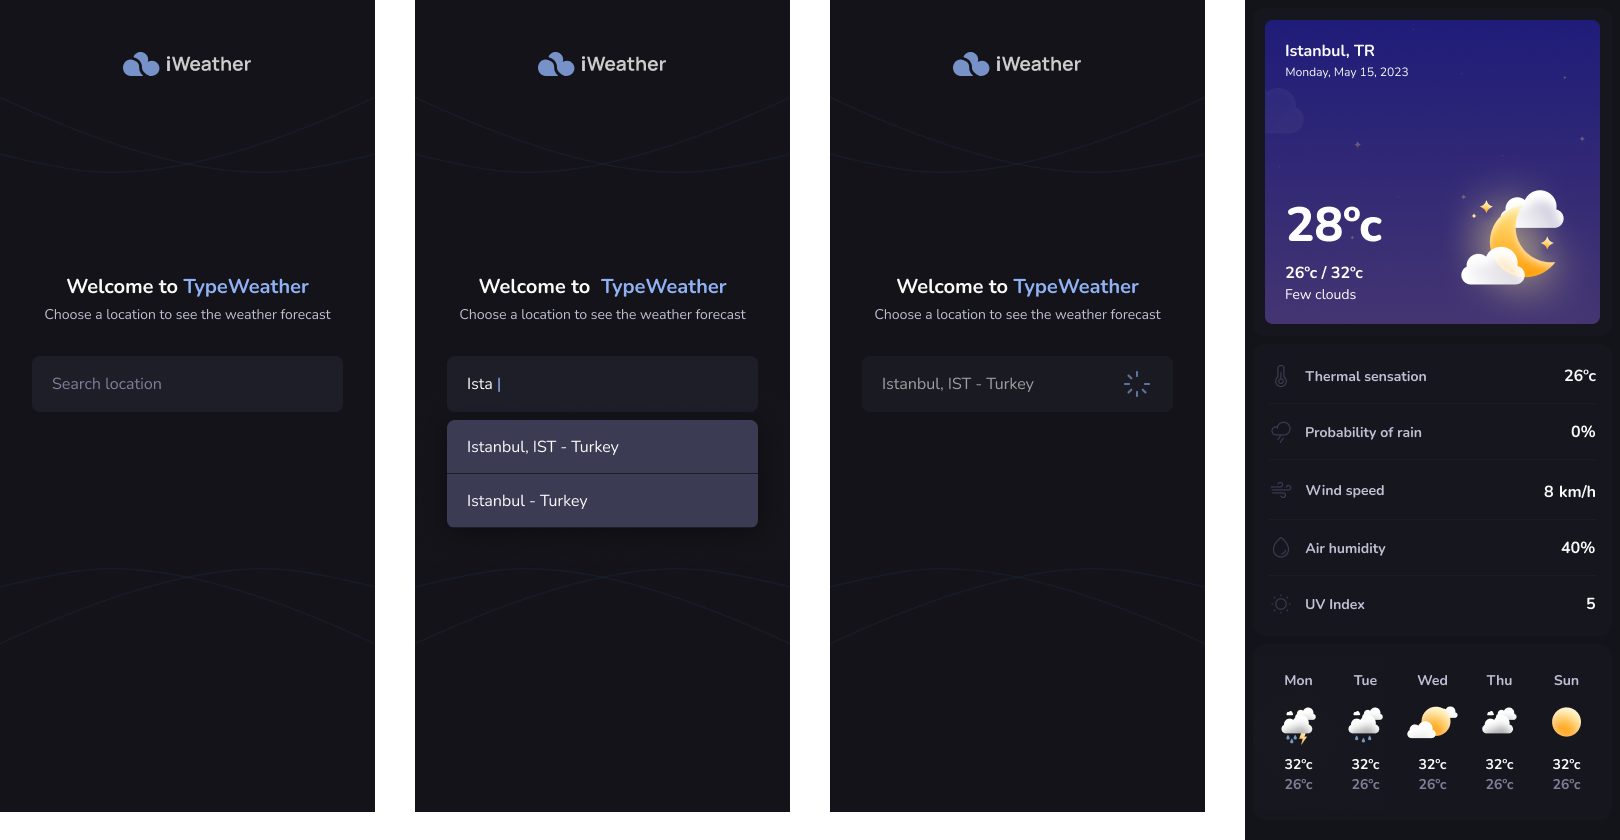 iWeather
Welcome to TypeWeather
Choose a location to see the weather forecast
Search location
iWeather
Welcome to TypeWeather
Choose a location to see the weather forecast
Ista |
Istanbul, IST - Turkey
Istanbul - Turkey
iWeather
Welcome to TypeWeather
Choose a location to see the weather forecast
Istanbul, IST - Turkey
Istanbul, TR
Monday, May 15, 2023
28ºc
26ºc / 32ºc
Few clouds
Thermal sensation 26ºc
Probability of rain 0%
Wind speed 8 km/h
Air humidity 40%
UV Index 5
Mon Tue Wed Thu Sun
32ºc 32ºc 32ºc 32ºc 32ºc
26ºc 26ºc 26ºc 26ºc 26ºc